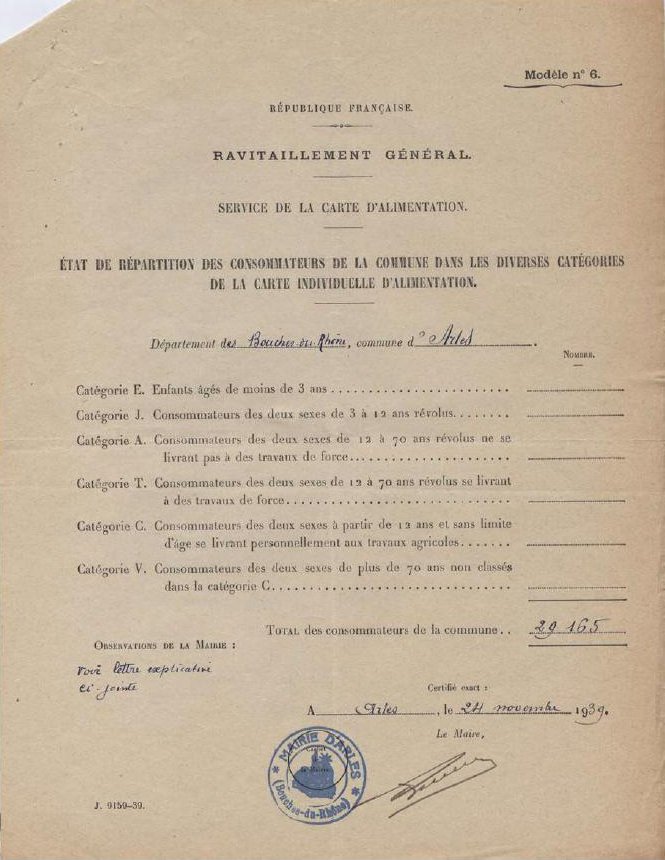 Modèle n° 6.
RÉPUBLIQUE FRANÇAISE.
RAVITAILLEMENT GÉNÉRAL.
SERVICE DE LA CARTE D'ALIMENTATION.
ÉTAT DE RÉPARTITION DES CONSOMMATEURS DE LA COMMUNE DANS LES DIVERSES CATÉGORIES
DE LA CARTE INDIVIDUELLE D'ALIMENTATION.
Département des Bouches-du-Rhône, commune d' Arles.
NOMBRE.
Catégorie E. Enfants âgés de moins de 3 ans
Catégorie J. Consommateurs des deux sexes de 3 à 12 ans révolus.
Catégorie A. Consommateurs des deux sexes de 12 à 70 ans révolus ne se
livrant pas à des travaux de force
Catégorie T. Consommateurs des deux sexes de 12 à 70 ans révolus se livrant
à des travaux de force
Catégorie C. Consommateurs des deux sexes à partir de 12 ans et sans limite
d'âge se livrant personnellement aux travaux agricoles
Catégorie V. Consommateurs des deux sexes de plus de 70 ans non classés
dans la catégorie C
TOTAL des consommateurs de la commune.. 29 165
OBSERVATIONS DE LA MAIRIE :
voir lettre explicative
ci-jointe
Certifié exact :
A Arles, le 24 novembre 1939.
Le Maire,
MAIRIE D'ARLES
(Bouches-du-Rhône)
J. 9159-39.